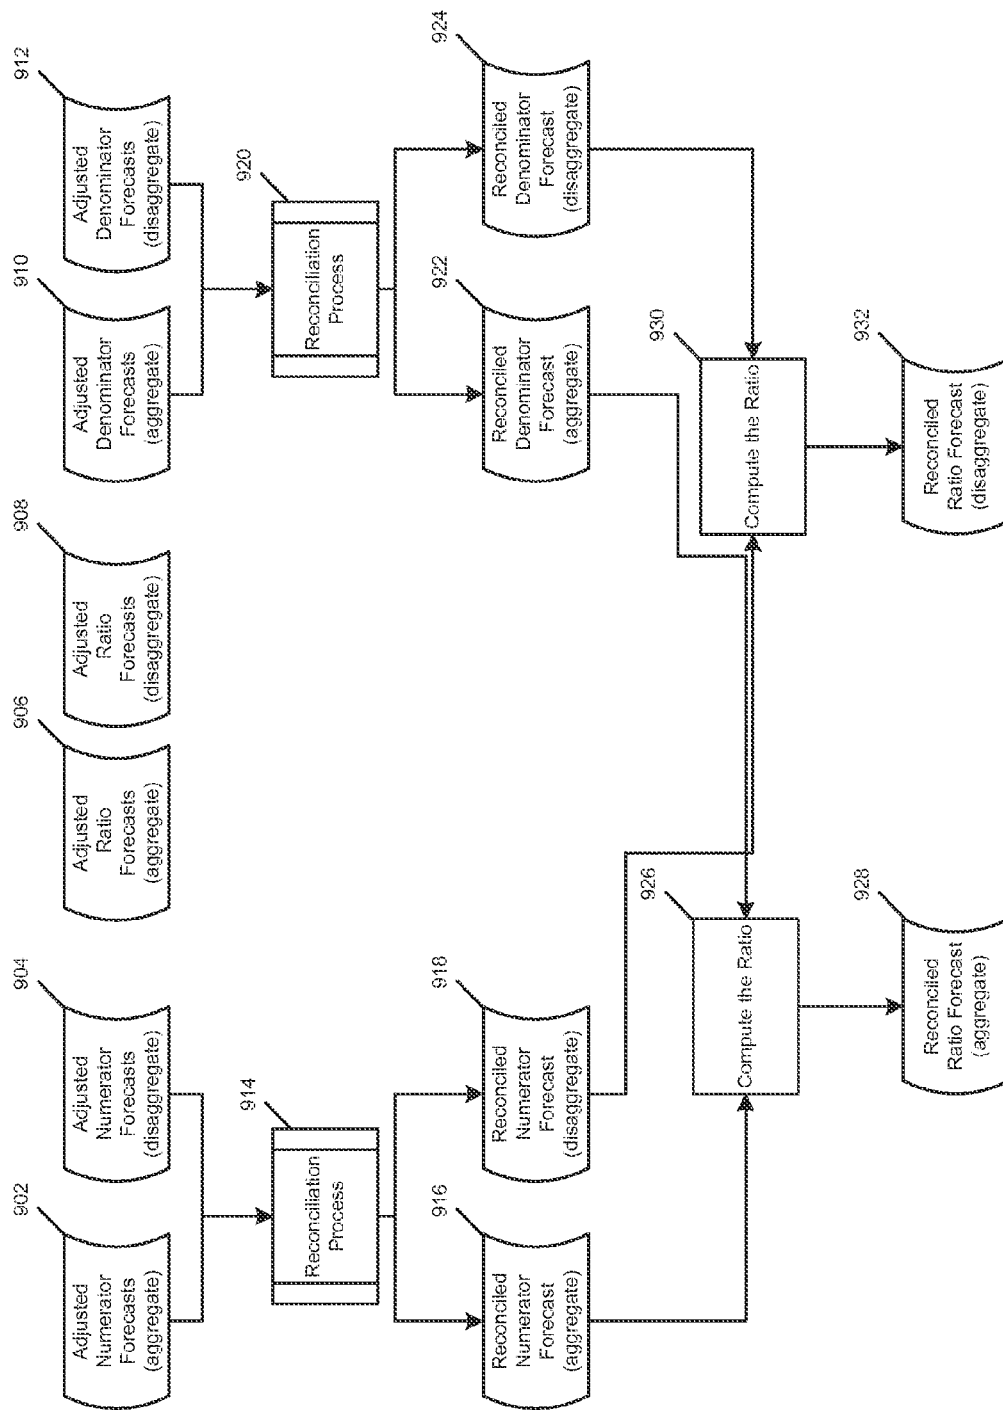 902
Adjusted
Numerator
Forecasts
(aggregate)
904
Adjusted
Numerator
Forecasts
(disaggregate)
906
Adjusted
Ratio
Forecasts
(aggregate)
908
Adjusted
Ratio
Forecasts
(disaggregate)
910
Adjusted
Denominator
Forecasts
(aggregate)
912
Adjusted
Denominator
Forecasts
(disaggregate)
914
Reconciliation
Process
920
Reconciliation
Process
916
Reconciled
Numerator
Forecast
(aggregate)
918
Reconciled
Numerator
Forecast
(disaggregate)
922
Reconciled
Denominator
Forecast
(aggregate)
924
Reconciled
Denominator
Forecast
(disaggregate)
926
Compute the Ratio
930
Compute the Ratio
928
Reconciled
Ratio Forecast
(aggregate)
932
Reconciled
Ratio Forecast
(disaggregate)